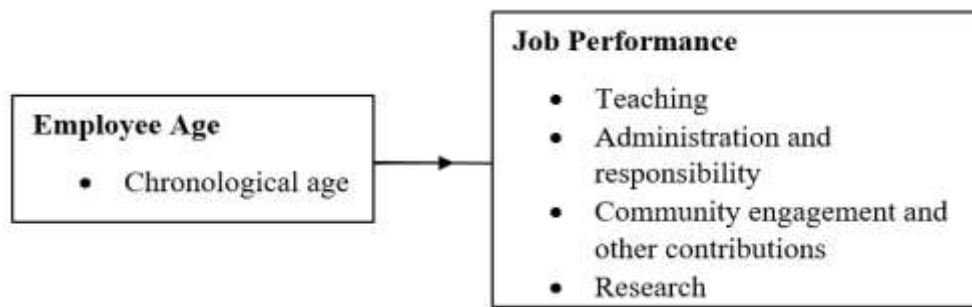 Employee Age
• Chronological age
Job Performance
• Teaching
• Administration and
responsibility
• Community engagement and
other contributions
• Research